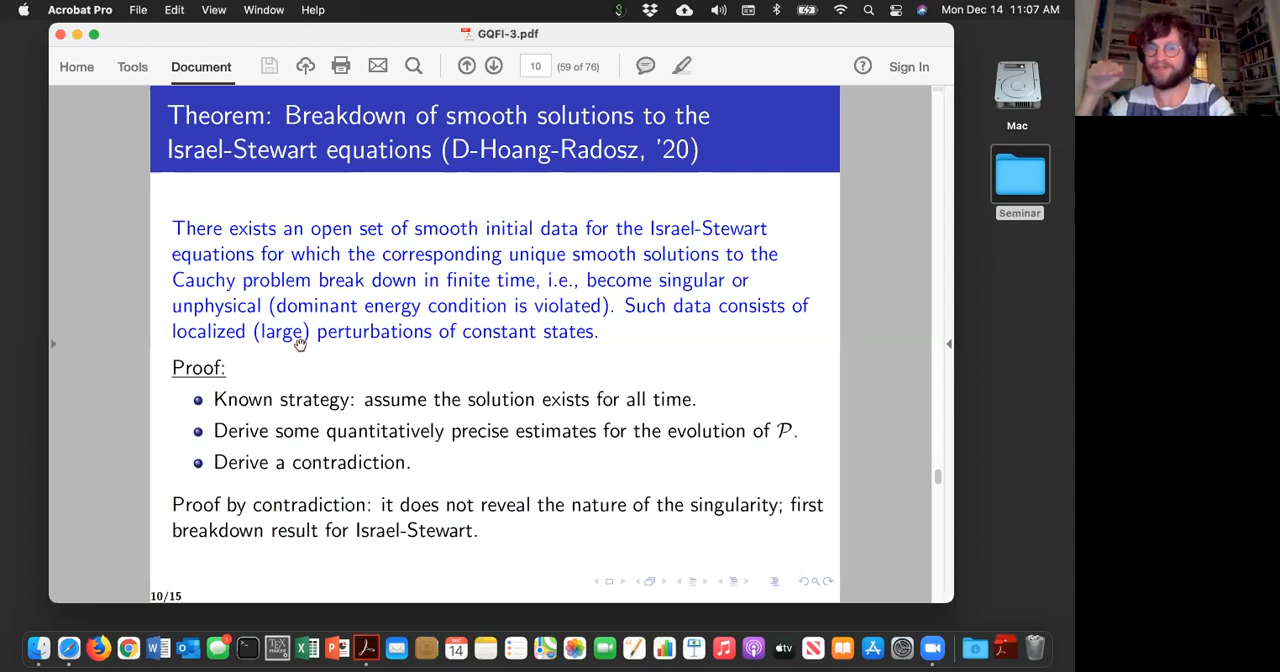 Acrobat Pro File Edit View Window Help Mon Dec 14 11:07 AM
GQFI-3.pdf
Home Tools Document 10 (59 of 76) Sign In
Theorem: Breakdown of smooth solutions to the
Israel-Stewart equations (D-Hoang-Radosz, '20)
There exists an open set of smooth initial data for the Israel-Stewart
equations for which the corresponding unique smooth solutions to the
Cauchy problem break down in finite time, i.e., become singular or
unphysical (dominant energy condition is violated). Such data consists of
localized (large) perturbations of constant states.
Proof:
Known strategy: assume the solution exists for all time.
Derive some quantitatively precise estimates for the evolution of 𝒫.
Derive a contradiction.
Proof by contradiction: it does not reveal the nature of the singularity; first
breakdown result for Israel-Stewart.
10/15
Mac
Seminar
DEC
14
tv